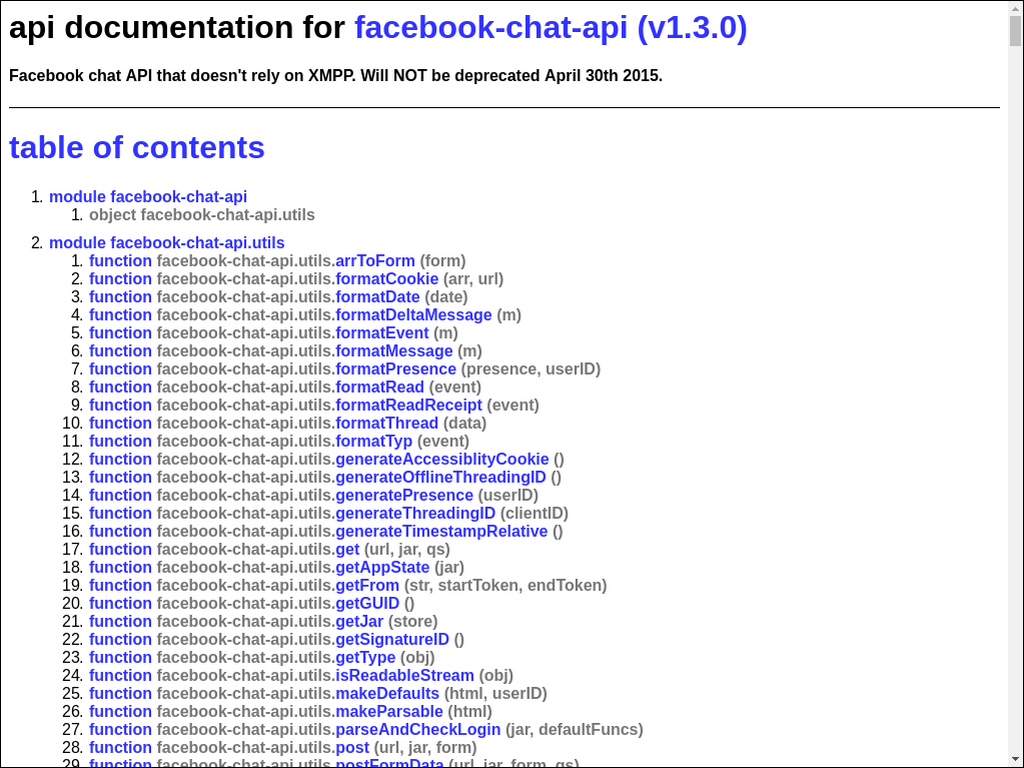 api documentation for facebook-chat-api (v1.3.0)
Facebook chat API that doesn't rely on XMPP. Will NOT be deprecated April 30th 2015.
table of contents
1. module facebook-chat-api
1. object facebook-chat-api.utils
2. module facebook-chat-api.utils
1. function facebook-chat-api.utils.arrToForm (form)
2. function facebook-chat-api.utils.formatCookie (arr, url)
3. function facebook-chat-api.utils.formatDate (date)
4. function facebook-chat-api.utils.formatDeltaMessage (m)
5. function facebook-chat-api.utils.formatEvent (m)
6. function facebook-chat-api.utils.formatMessage (m)
7. function facebook-chat-api.utils.formatPresence (presence, userID)
8. function facebook-chat-api.utils.formatRead (event)
9. function facebook-chat-api.utils.formatReadReceipt (event)
10. function facebook-chat-api.utils.formatThread (data)
11. function facebook-chat-api.utils.formatTyp (event)
12. function facebook-chat-api.utils.generateAccessiblityCookie ()
13. function facebook-chat-api.utils.generateOfflineThreadingID ()
14. function facebook-chat-api.utils.generatePresence (userID)
15. function facebook-chat-api.utils.generateThreadingID (clientID)
16. function facebook-chat-api.utils.generateTimestampRelative ()
17. function facebook-chat-api.utils.get (url, jar, qs)
18. function facebook-chat-api.utils.getAppState (jar)
19. function facebook-chat-api.utils.getFrom (str, startToken, endToken)
20. function facebook-chat-api.utils.getGUID ()
21. function facebook-chat-api.utils.getJar (store)
22. function facebook-chat-api.utils.getSignatureID ()
23. function facebook-chat-api.utils.getType (obj)
24. function facebook-chat-api.utils.isReadableStream (obj)
25. function facebook-chat-api.utils.makeDefaults (html, userID)
26. function facebook-chat-api.utils.makeParsable (html)
27. function facebook-chat-api.utils.parseAndCheckLogin (jar, defaultFuncs)
28. function facebook-chat-api.utils.post (url, jar, form)
29. function facebook-chat-api.utils.postFormData (url, jar, form, qs)